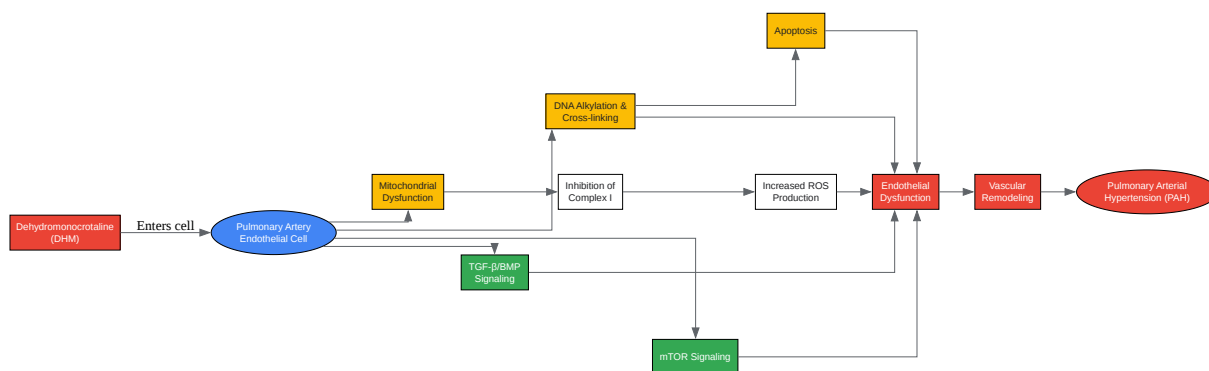 Apoptosis
DNA Alkylation &
Cross-linking
Mitochondrial
Dysfunction
Inhibition of
Complex I
Increased ROS
Production
Endothelial
Dysfunction
Vascular
Remodeling
Pulmonary Arterial
Hypertension (PAH)
Dehydromonocrotaline
(DHM)
Enters cell
Pulmonary Artery
Endothelial Cell
TGF-β/BMP
Signaling
mTOR Signaling